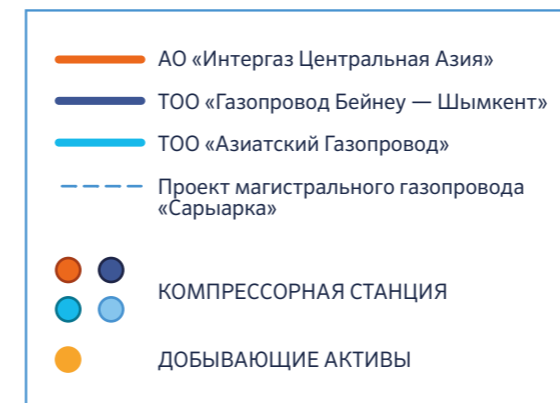 АО «Интергаз Центральная Азия»
ТОО «Газопровод Бейнеу — Шымкент»
ТОО «Азиатский Газопровод»
Проект магистрального газопровода
«Сарыарка»
КОМПРЕССОРНАЯ СТАНЦИЯ
ДОБЫВАЮЩИЕ АКТИВЫ